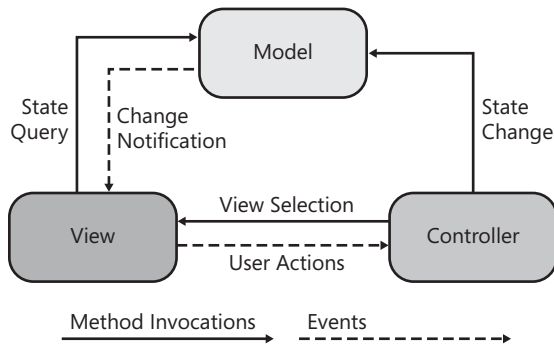 Model
State
Query
Change
Notification
State
Change
View
View Selection
User Actions
Controller
Method Invocations
Events